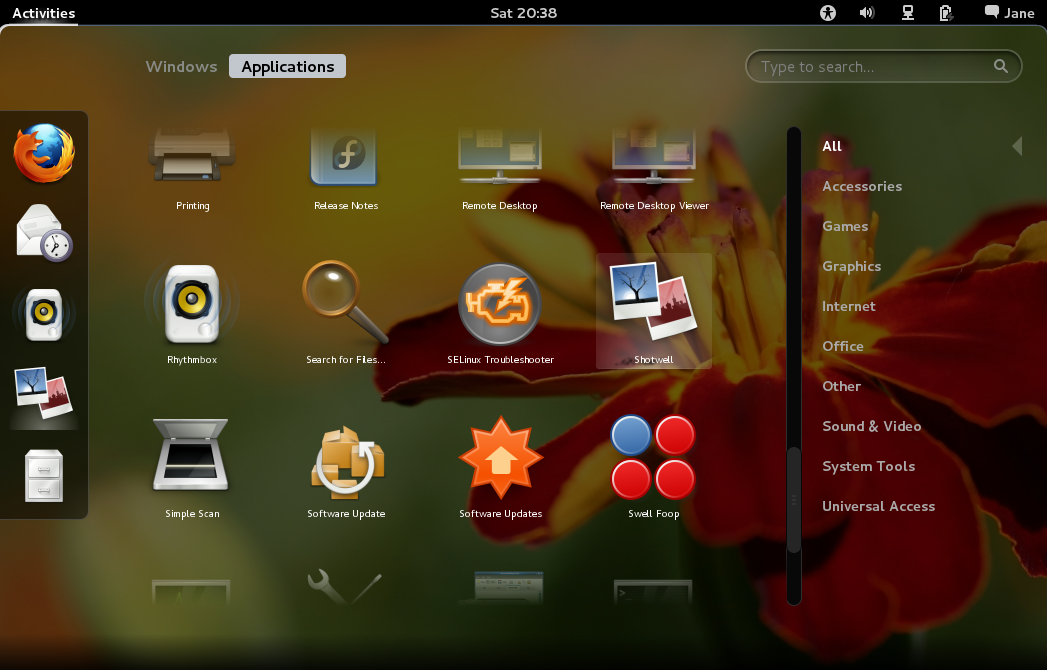 Activities
Sat 20:38
Jane
Windows
Applications
Type to search...
Printing
Release Notes
Remote Desktop
Remote Desktop Viewer
Rhythmbox
Search for Files...
SELinux Troubleshooter
Shotwell
Simple Scan
Software Update
Software Updates
Swell Foop
All
Accessories
Games
Graphics
Internet
Office
Other
Sound & Video
System Tools
Universal Access